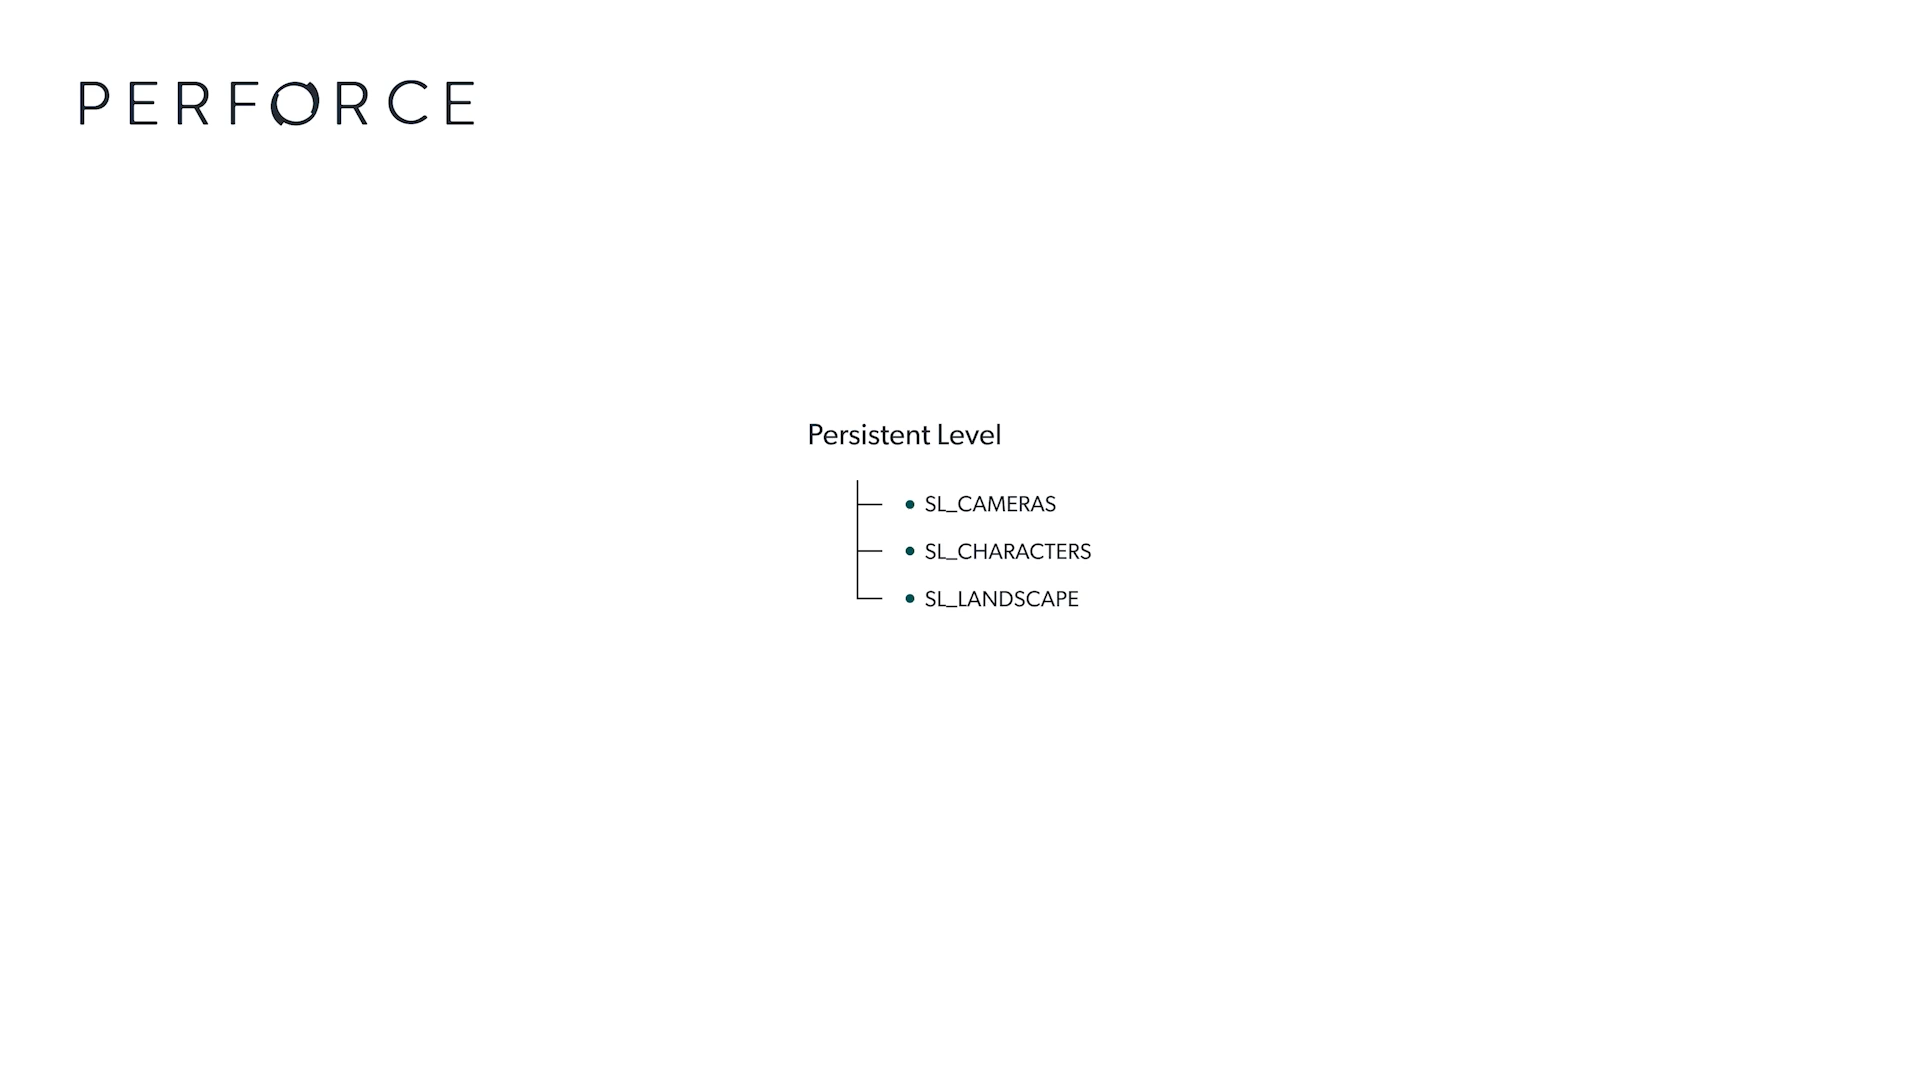 PERFORCE
Persistent Level
SL_CAMERAS
SL_CHARACTERS
SL_LANDSCAPE